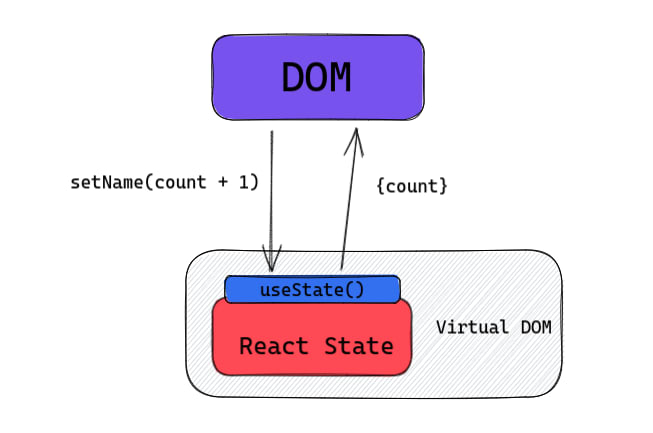 DOM
setName(count + 1)
{count}
useState()
Virtual DOM
React State